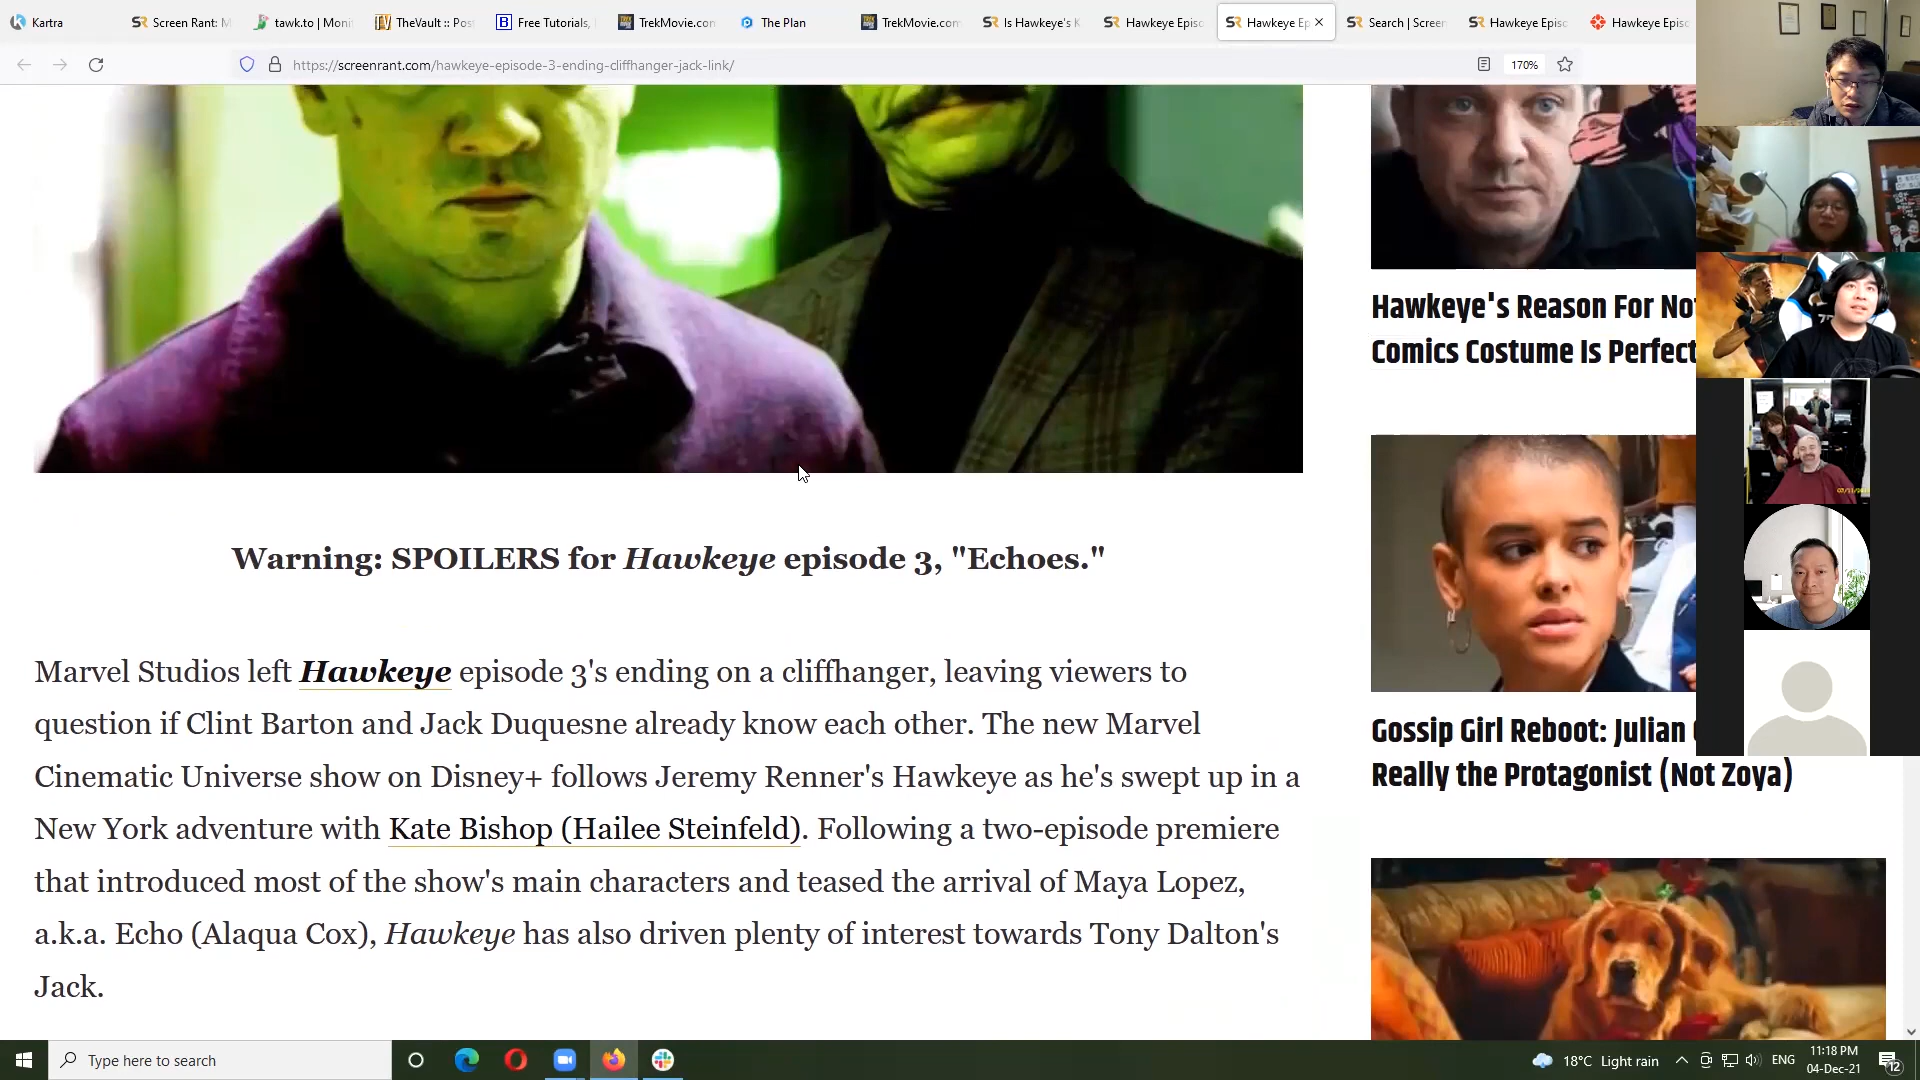 Kartra
Screen Rant: M
tawk.to | Moni
TheVault :: Pos
Free Tutorials,
TrekMovie.con
The Plan
TrekMovie.com
Is Hawkeye's K
Hawkeye Episo
Hawkeye Ep
Search | Screen
Hawkeye Episo
Hawkeye Episo
https://screenrant.com/hawkeye-episode-3-ending-cliffhanger-jack-link/
170%
Warning: SPOILERS for Hawkeye episode 3, "Echoes."
Marvel Studios left Hawkeye episode 3's ending on a cliffhanger, leaving viewers to
question if Clint Barton and Jack Duquesne already know each other. The new Marvel
Cinematic Universe show on Disney+ follows Jeremy Renner's Hawkeye as he's swept up in a
New York adventure with Kate Bishop (Hailee Steinfeld). Following a two-episode premiere
that introduced most of the show's main characters and teased the arrival of Maya Lopez,
a.k.a. Echo (Alaqua Cox), Hawkeye has also driven plenty of interest towards Tony Dalton's
Jack.
Hawkeye's Reason For No
Comics Costume Is Perfect
Gossip Girl Reboot: Julian
Really the Protagonist (Not Zoya)
Type here to search
18°C Light rain
ENG
11:18 PM
04-Dec-21
12